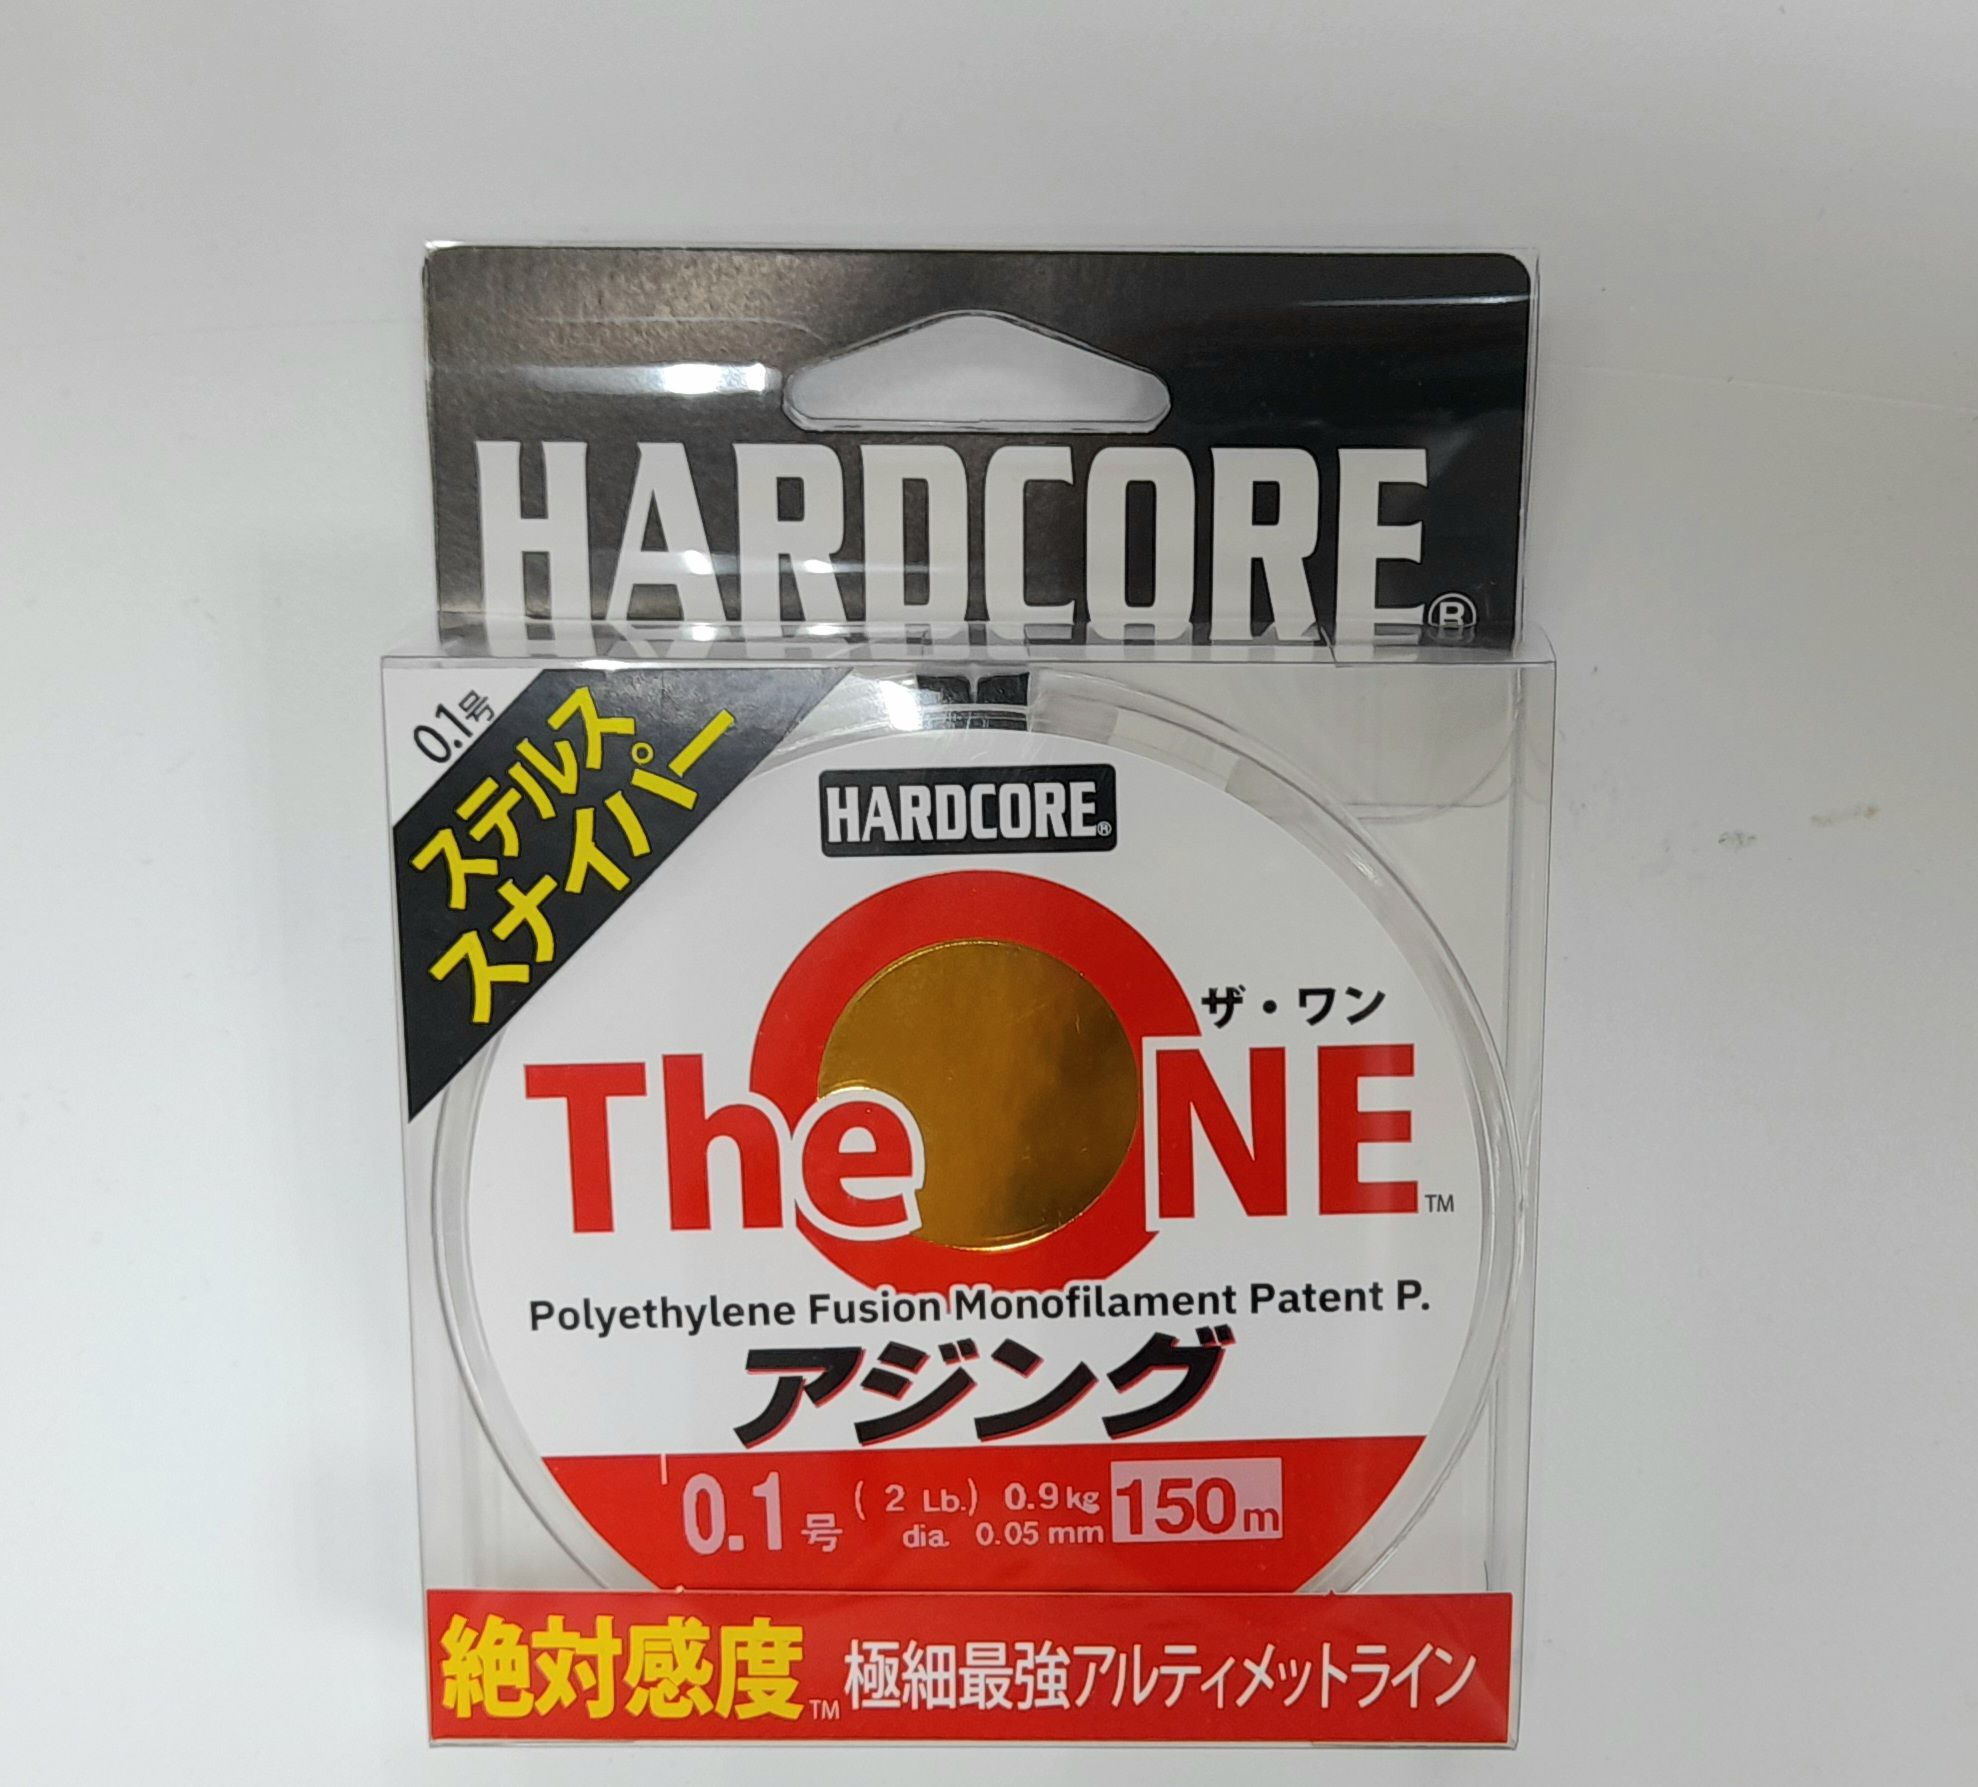 HARDCORE®
0.1号
ステルス
スナイパー
HARDCORE®
ザ・ワン
The ONE™
Polyethylene Fusion Monofilament Patent P.
アジング
0.1号 (2 Lb.) 0.9kg 150m
dia. 0.05mm
絶対感度™ 極細最強アルティメットライン